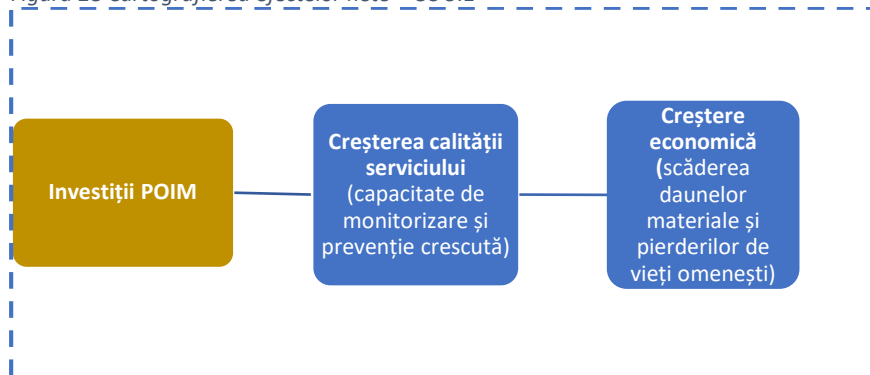 Investiții POIM
Creșterea calității
serviciului
(capacitate de
monitorizare și
prevenție crescută)
Creștere
economică
(scăderea
daunelor
materiale și
pierderilor de
vieți omenești)